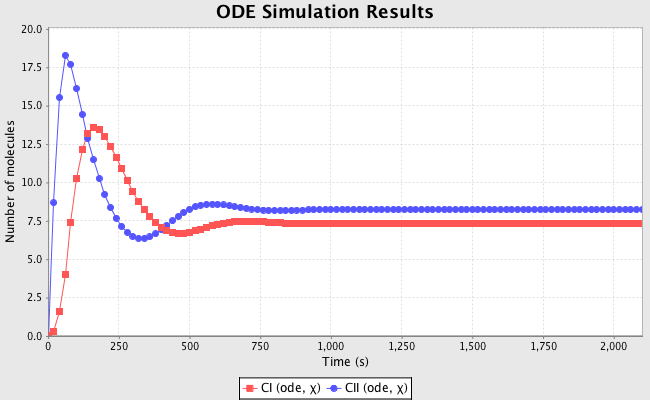 ODE Simulation Results
Number of molecules
20.0
17.5
15.0
12.5
10.0
7.5
5.0
2.5
0.0
0 250 500 750 1,000 1,250 1,500 1,750 2,000
Time (s)
CI (ode, χ) CII (ode, χ)